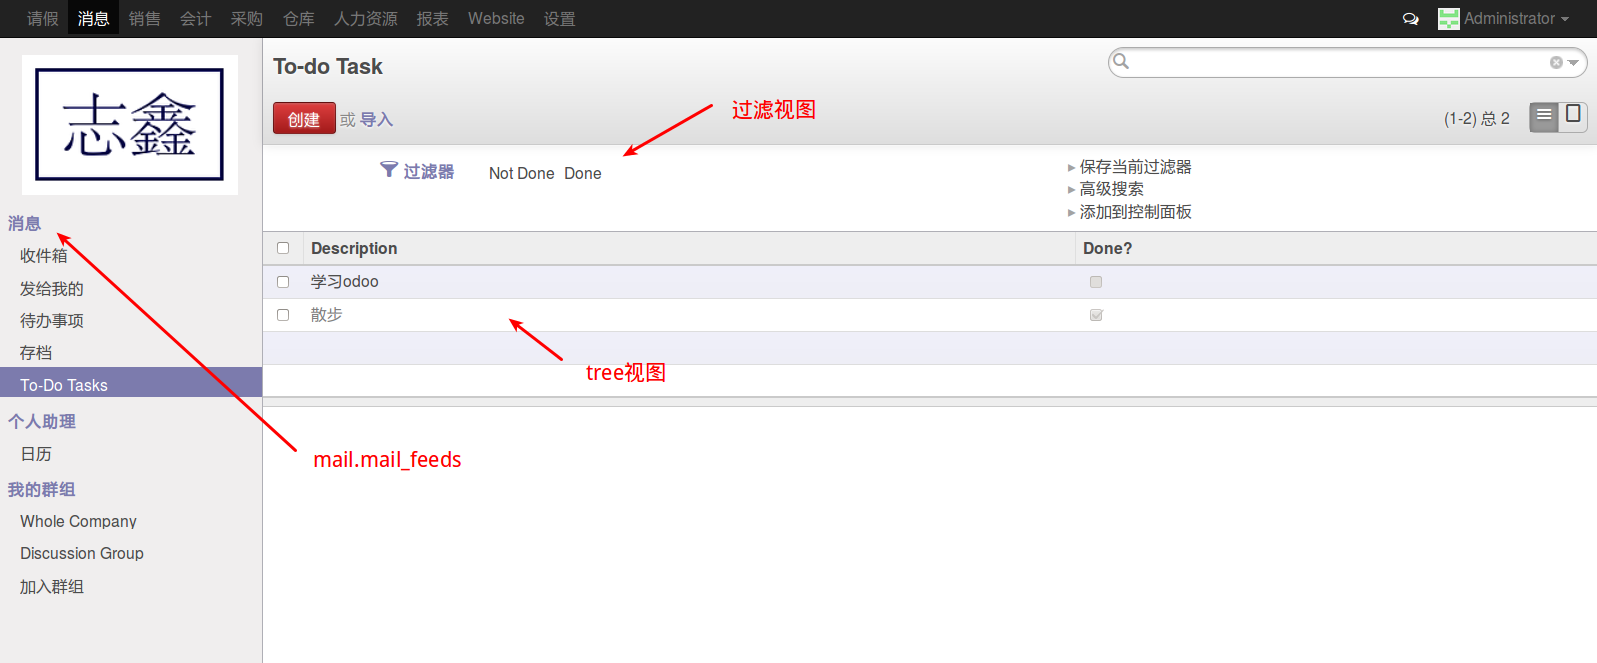 请假 消息 销售 会计 采购 仓库 人力资源 报表 Website 设置 Administrator
志鑫
To-do Task
创建 或 导入
过滤视图
(1-2) 总 2
过滤器 Not Done Done
保存当前过滤器
高级搜索
添加到控制面板
消息
收件箱
发给我的
待办事项
存档
To-Do Tasks
个人助理
日历
我的群组
Whole Company
Discussion Group
加入群组
Description Done?
学习odoo
散步
tree视图
mail.mail_feeds